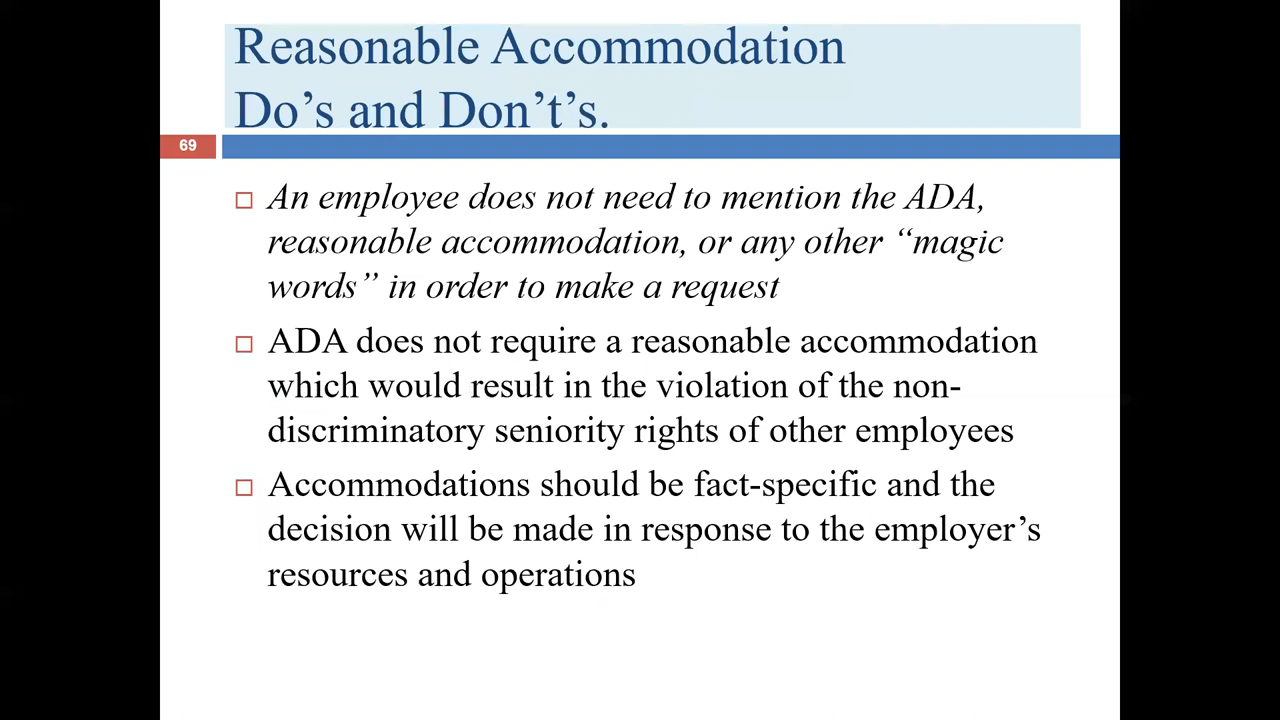 Reasonable Accommodation
Do’s and Don’t’s.
69
An employee does not need to mention the ADA,
reasonable accommodation, or any other “magic
words” in order to make a request
ADA does not require a reasonable accommodation
which would result in the violation of the non-
discriminatory seniority rights of other employees
Accommodations should be fact-specific and the
decision will be made in response to the employer’s
resources and operations